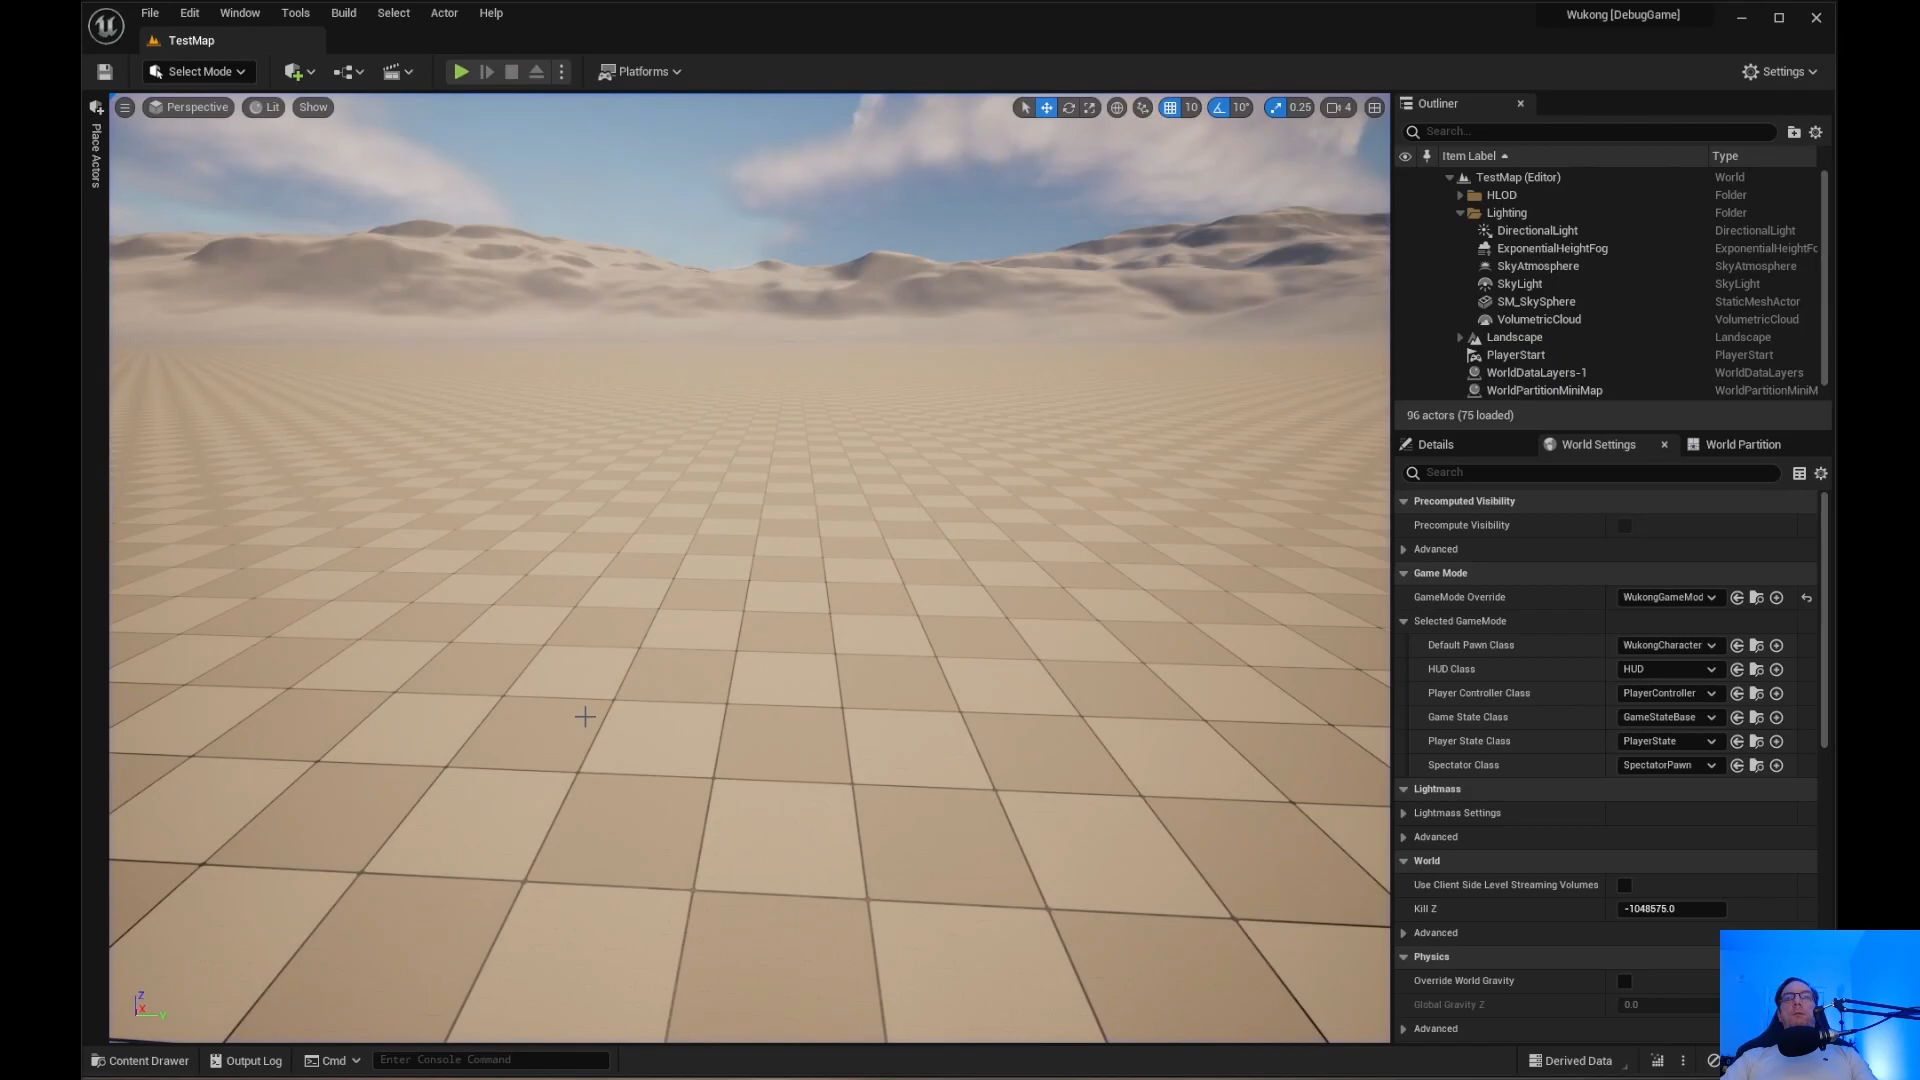 File Edit Window Tools Build Select Actor Help
Wukong [DebugGame]
TestMap
Select Mode
Platforms
Settings
Place Actors
Perspective Lit Show
10 10° 0.25 4
Outliner
Search...
Item Label Type
TestMap (Editor) World
HLOD Folder
Lighting Folder
DirectionalLight DirectionalLight
ExponentialHeightFog ExponentialHeightFc
SkyAtmosphere SkyAtmosphere
SkyLight SkyLight
SM_SkySphere StaticMeshActor
VolumetricCloud VolumetricCloud
Landscape Landscape
PlayerStart PlayerStart
WorldDataLayers-1 WorldDataLayers
WorldPartitionMiniMap WorldPartitionMiniM
96 actors (75 loaded)
Details World Settings World Partition
Search
Precomputed Visibility
Precompute Visibility
Advanced
Game Mode
GameMode Override WukongGameMod
Selected GameMode
Default Pawn Class WukongCharacter
HUD Class HUD
Player Controller Class PlayerController
Game State Class GameStateBase
Player State Class PlayerState
Spectator Class SpectatorPawn
Lightmass
Lightmass Settings
Advanced
World
Use Client Side Level Streaming Volumes
Kill Z -1048575.0
Advanced
Physics
Override World Gravity
Global Gravity Z 0.0
Advanced
Z
X
Y
Content Drawer Output Log Cmd Enter Console Command
Derived Data